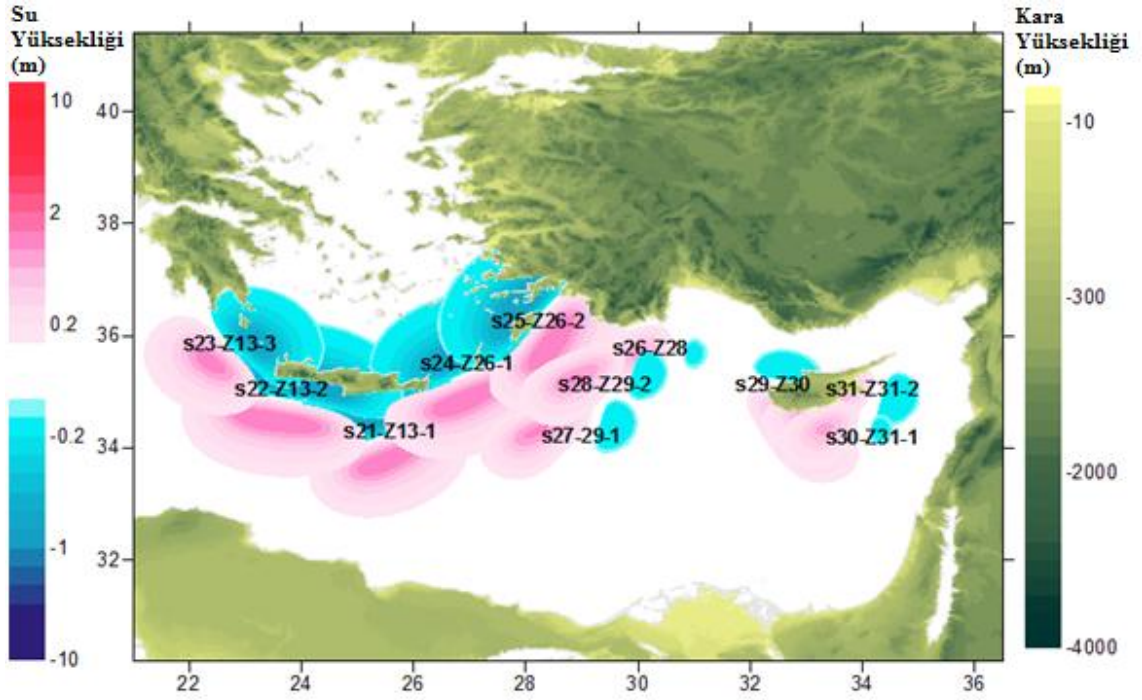 Su
Yüksekliği
(m)
10
2
0.2
-0.2
-1
-10
Kara
Yüksekliği
(m)
-10
-300
-2000
-4000
40
38
36
34
32
22
24
26
28
30
32
34
36
s23-Z13-3
s22-Z13-2
s21-Z13-1
s24-Z26-1
s25-Z26-2
s26-Z28
s28-Z29-2
s27-29-1
s29-Z30
s31-Z31-2
s30-Z31-1